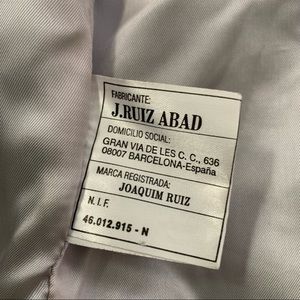 FABRICANTE:
J.RUIZ ABAD
DOMICILIO SOCIAL:
GRAN VIA DE LES C. C., 636
08007 BARCELONA-España
MARCA REGISTRADA:
JOAQUIM RUIZ
N. I. F.
46.012.915 - N